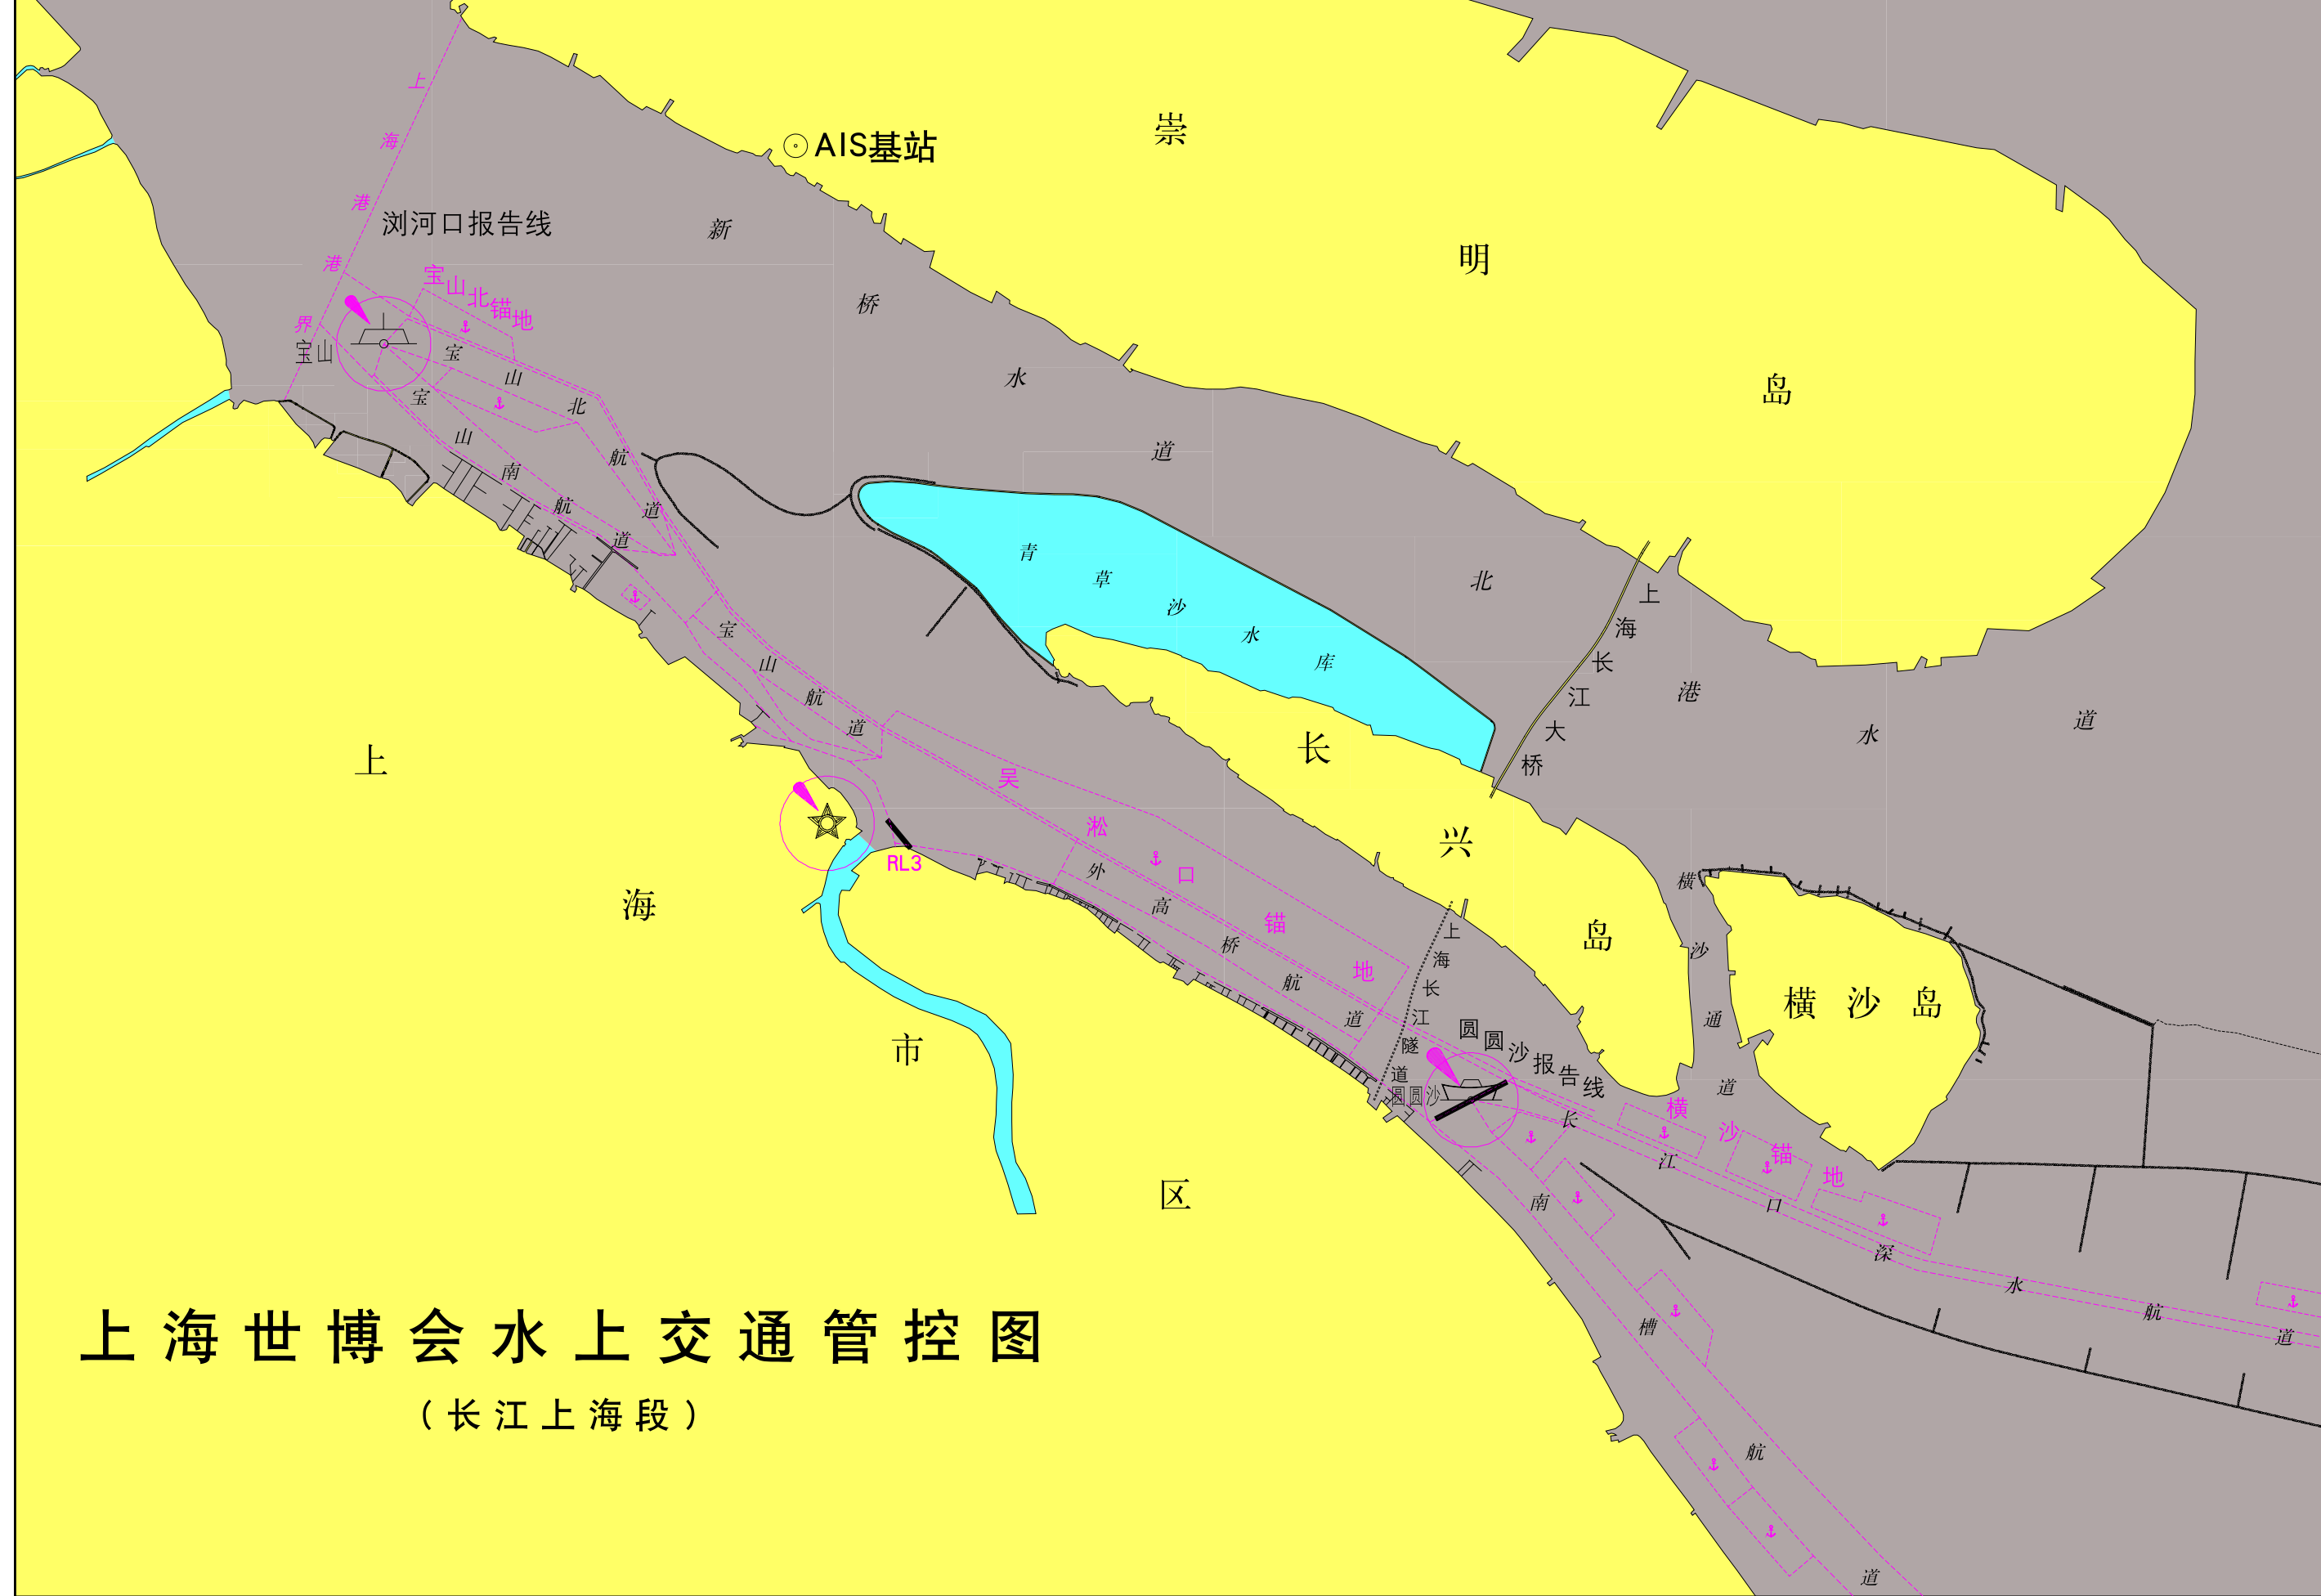 上海港港界
崇明岛
AIS基站
浏河口报告线
新桥水道
宝山北锚地
宝山
宝山北航道
宝山南航道
青草沙水库
北港水道
上海长江大桥
宝山航道
长兴岛
吴淞口锚地
RL3
外高桥航道
上海长江隧道
横沙通道
横沙岛
圆圆沙报告线
圆圆沙
横沙锚地
长江口深水航道
南槽航道
上海市区
上海世博会水上交通管控图
(长江上海段)